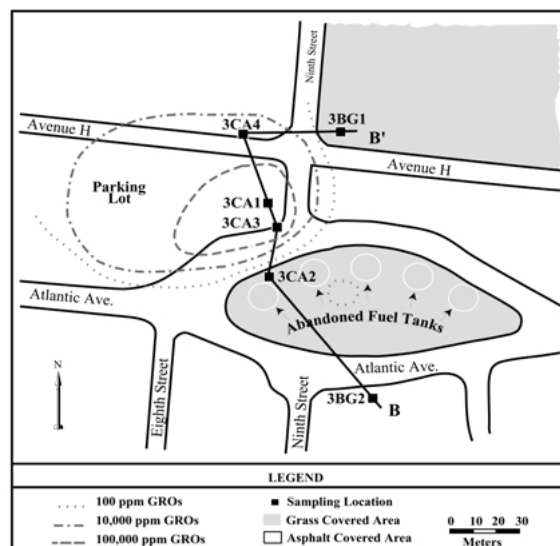 Ninth Street
3CA4
3BG1
B'
Avenue H
Avenue H
Parking
Lot
3CA1
3CA3
3CA2
Atlantic Ave.
Abandoned Fuel Tanks
Atlantic Ave.
N
Eighth Street
Ninth Street
3BG2
B
LEGEND
100 ppm GROs
Sampling Location
10,000 ppm GROs
Grass Covered Area
0 10 20 30
100,000 ppm GROs
Asphalt Covered Area
Meters